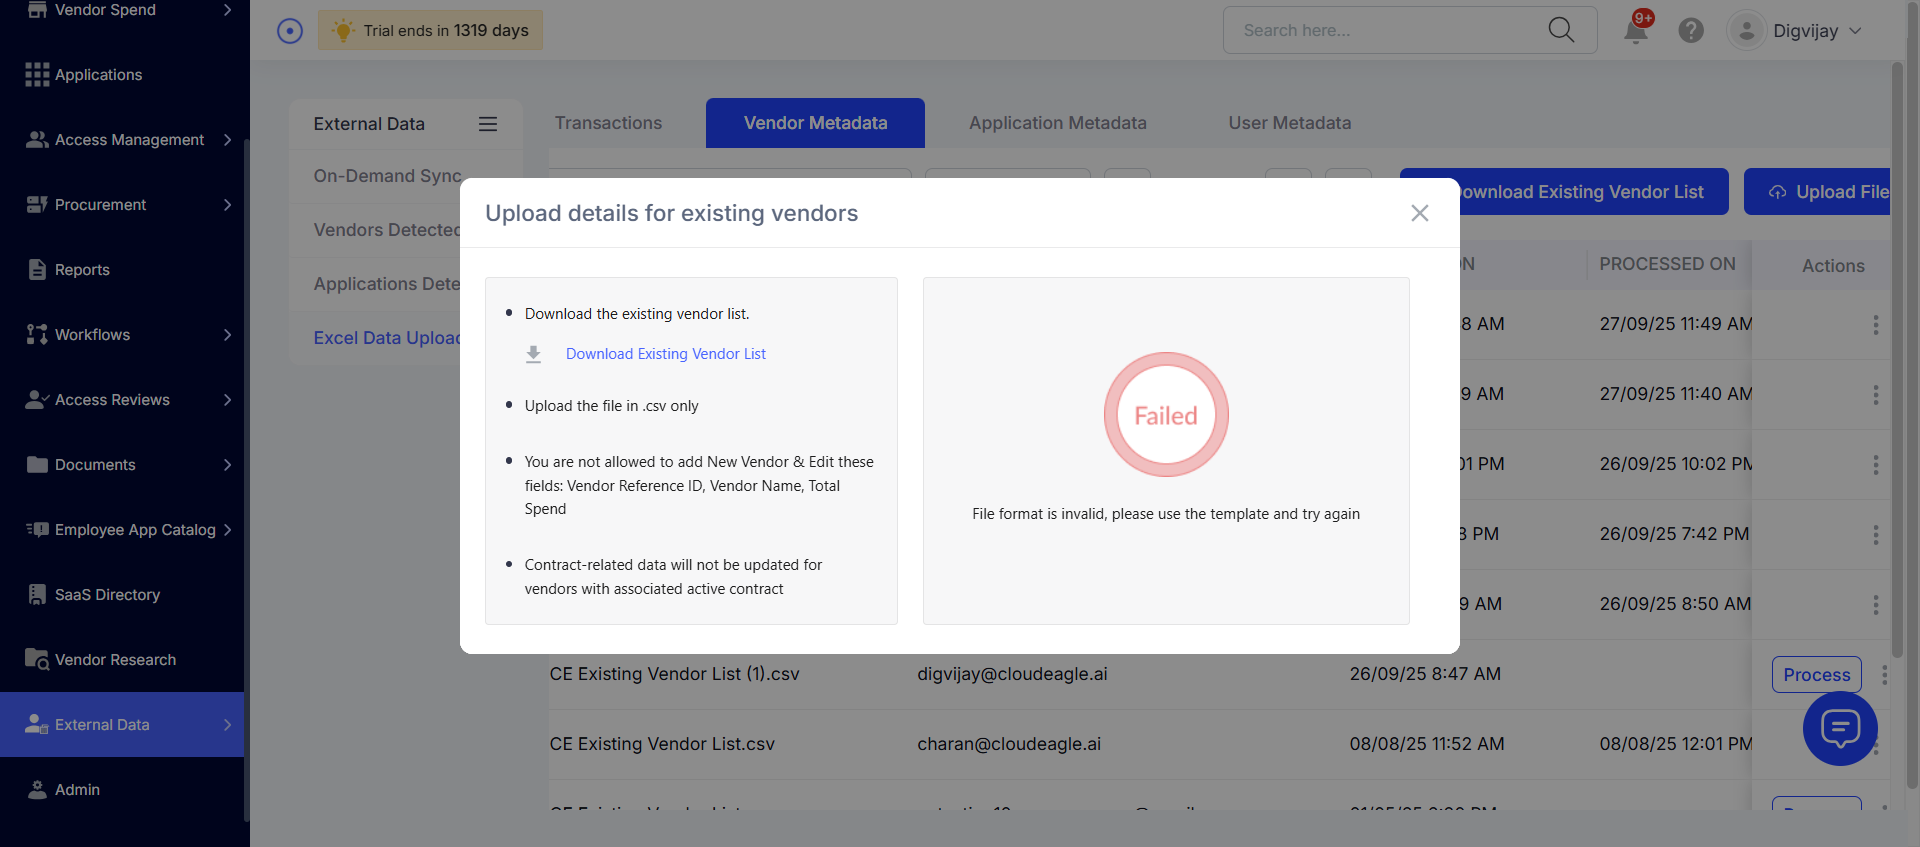 Vendor Spend
Applications
Access Management
Procurement
Reports
Workflows
Access Reviews
Documents
Employee App Catalog
SaaS Directory
Vendor Research
External Data
Admin
Trial ends in 1319 days
Search here...
9+
Digvijay
External Data
On-Demand Sync
Vendors Detected
Applications Dete
Excel Data Upload
Transactions
Vendor Metadata
Application Metadata
User Metadata
ownload Existing Vendor List
Upload File
Upload details for existing vendors
Download the existing vendor list.
Download Existing Vendor List
Upload the file in .csv only
You are not allowed to add New Vendor & Edit these
fields: Vendor Reference ID, Vendor Name, Total
Spend
Contract-related data will not be updated for
vendors with associated active contract
Failed
File format is invalid, please use the template and try again
ON PROCESSED ON Actions
8 AM 27/09/25 11:49 AM
9 AM 27/09/25 11:40 AM
01 PM 26/09/25 10:02 PM
3 PM 26/09/25 7:42 PM
9 AM 26/09/25 8:50 AM
CE Existing Vendor List (1).csv digvijay@cloudeagle.ai 26/09/25 8:47 AM Process
CE Existing Vendor List.csv charan@cloudeagle.ai 08/08/25 11:52 AM 08/08/25 12:01 PM